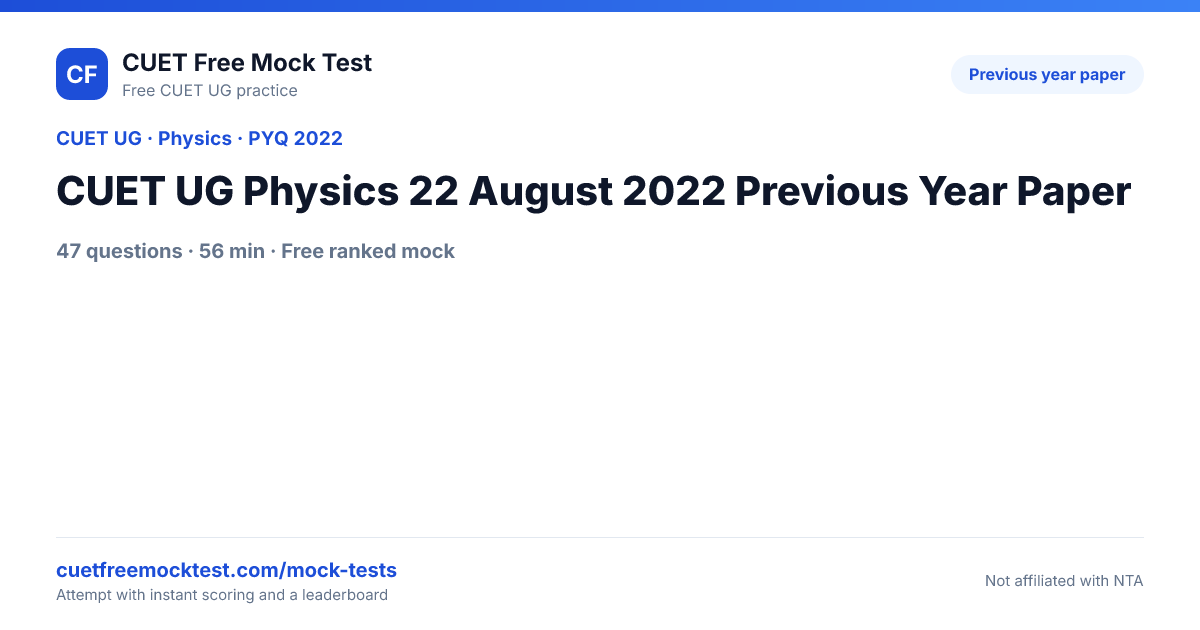 CF
CUET Free Mock Test
Free CUET UG practice
Previous year paper
CUET UG · Physics · PYQ 2022
CUET UG Physics 22 August 2022 Previous Year Paper
47 questions · 56 min · Free ranked mock
cuetfreemocktest.com/mock-tests
Attempt with instant scoring and a leaderboard
Not affiliated with NTA